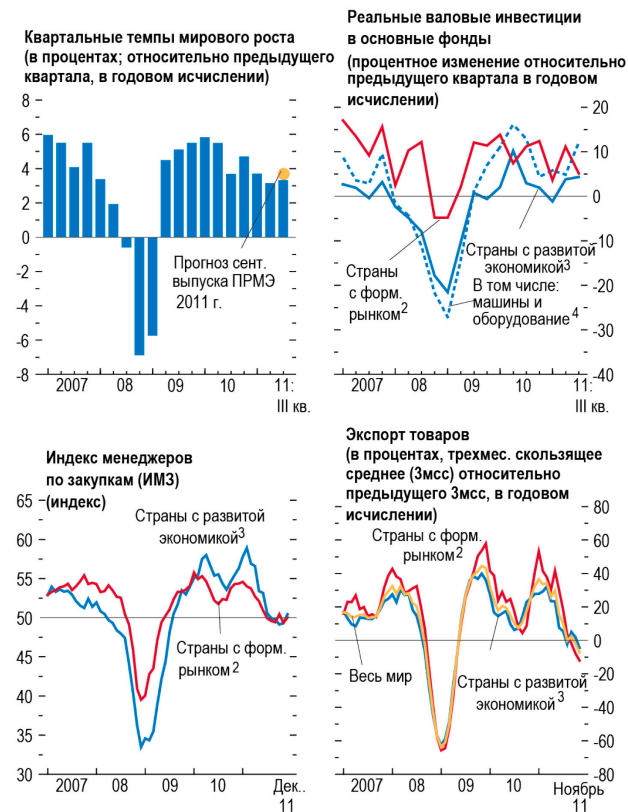 Квартальные темпы мирового роста
(в процентах; относительно предыдущего
квартала, в годовом исчислении)
8
6
4
2
0
-2
-4
-6
-8
Прогноз сент.
выпуска ПРМЭ
2011 г.
2007 08 09 10 11:
III кв.
Реальные валовые инвестиции
в основные фонды
(процентное изменение относительно
предыдущего квартала в годовом
исчислении)
20
10
0
-10
-20
-30
-40
Страны
с форм.
рынком2
Страны с развитой
экономикой3
В том числе:
машины и
оборудование4
2007 08 09 10 11:
III кв.
Индекс менеджеров
по закупкам (ИМЗ)
(индекс)
65
60
55
50
45
40
35
30
Страны с развитой
экономикой3
Страны с форм.
рынком2
2007 08 09 10 Дек..
11
Экспорт товаров
(в процентах, трехмес. скользящее
среднее (3мсс) относительно
предыдущего 3мсс, в годовом
исчислении)
80
60
40
20
0
-20
-40
-60
-80
Страны с форм.
рынком2
Весь мир
Страны с развитой
экономикой3
2007 08 09 10 Ноябрь
11